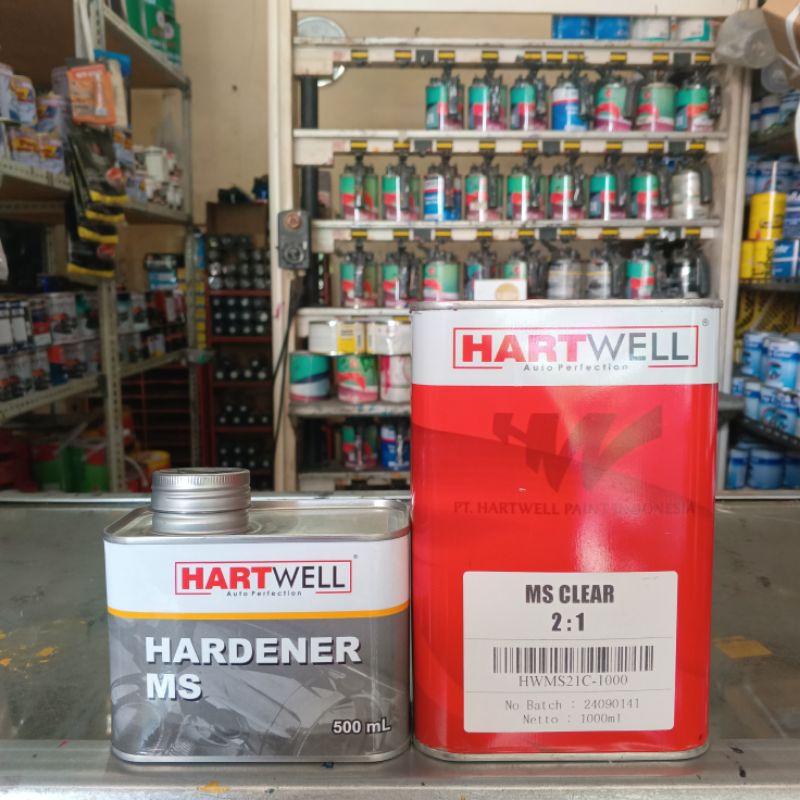 HARTWELL
Auto Perfection
HARDENER
MS
500 mL
HARTWELL ®
Auto Perfection
PT. HARTWELL PAINT INDONESIA
MS CLEAR
2 : 1
HWMS21C-1000
No Batch : 24090141
Netto : 1000ml